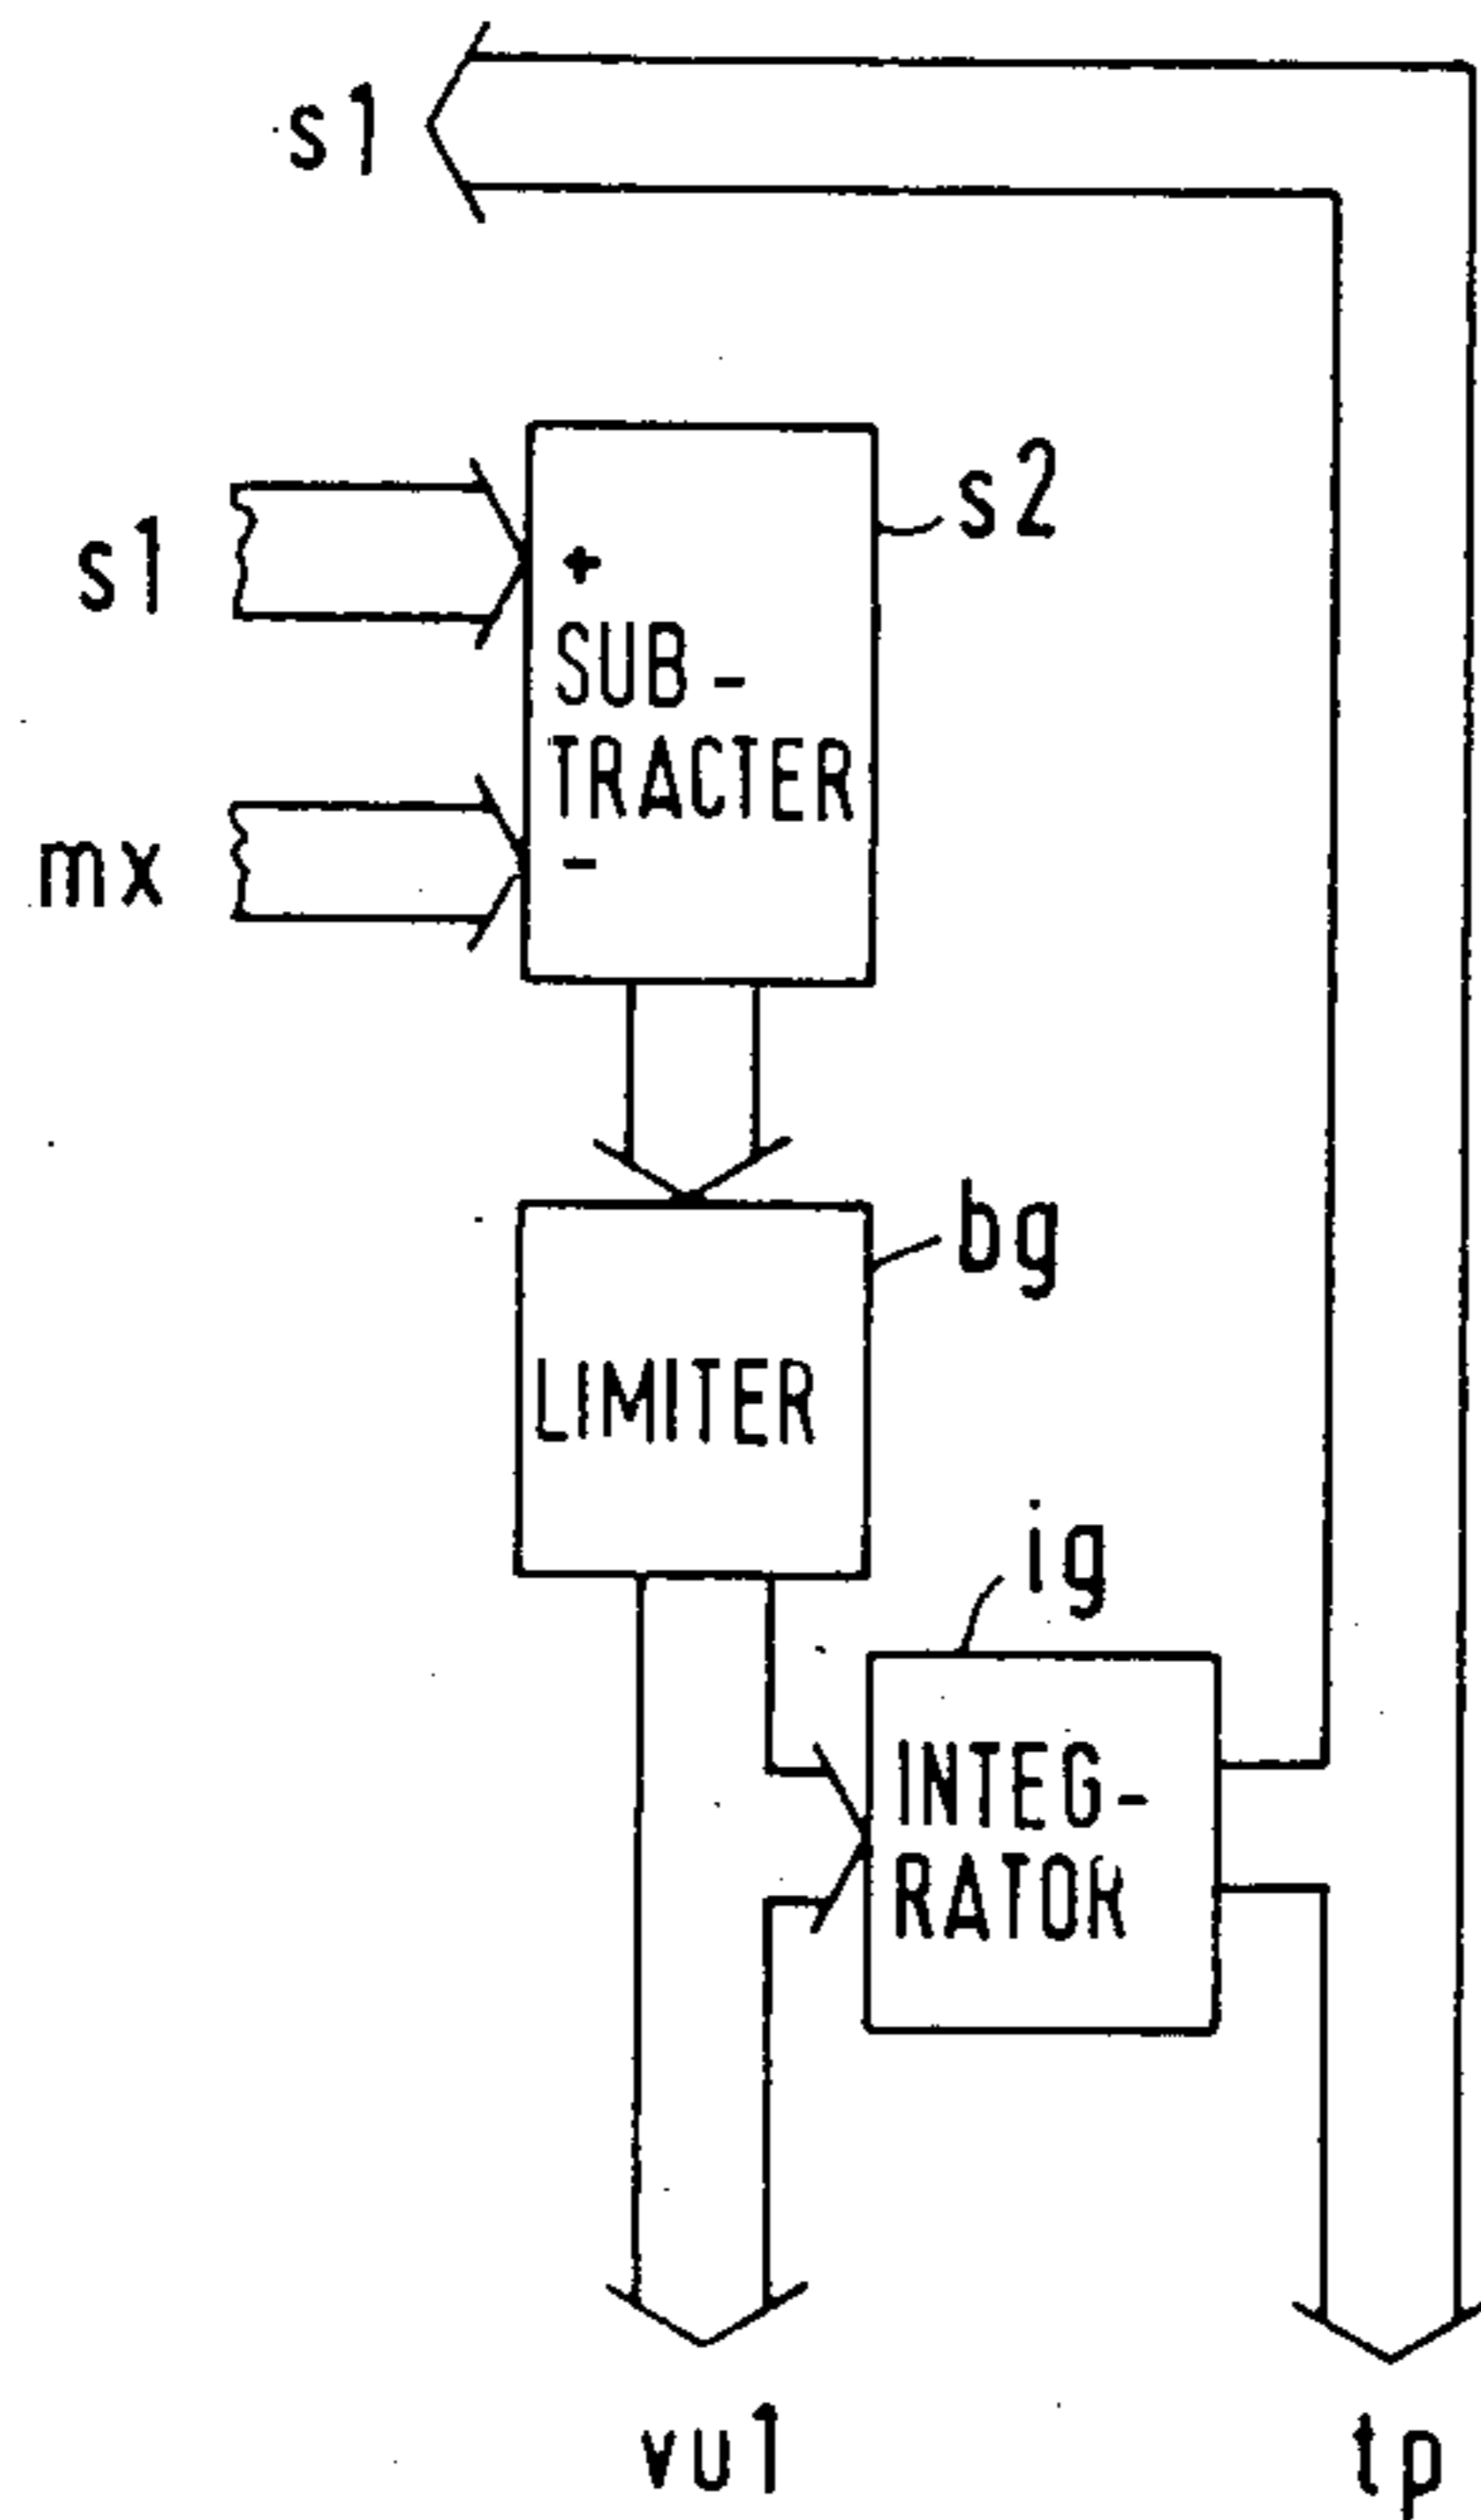 s1
s2
s1
+
SUB-
TRACTER
mx
-
bg
LIMITER
ig
INTEG-
RATOR
vu1
tp